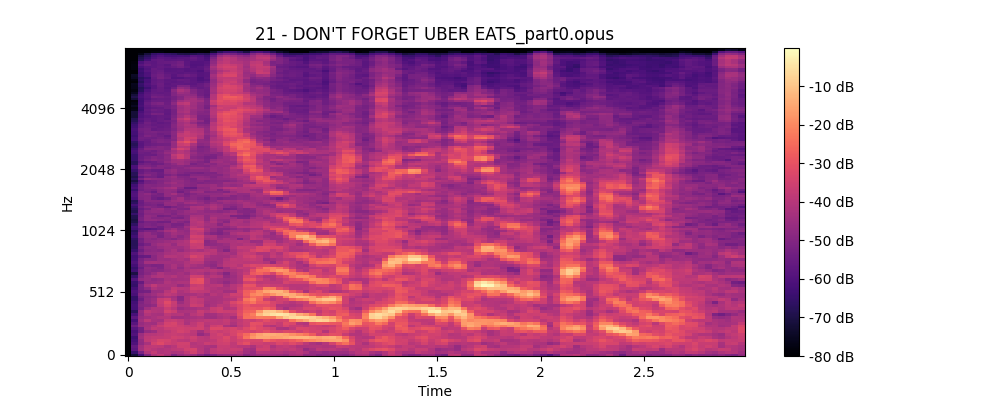 21 - DON'T FORGET UBER EATS_part0.opus
4096
2048
1024
512
0
Hz
0
0.5
1
1.5
2
2.5
Time
-10 dB
-20 dB
-30 dB
-40 dB
-50 dB
-60 dB
-70 dB
-80 dB